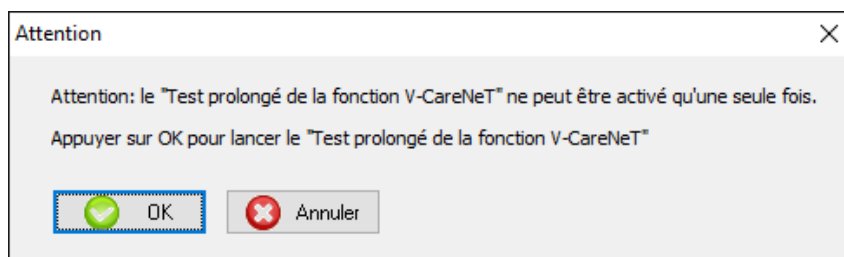 Attention
Attention: le "Test prolongé de la fonction V-CareNeT" ne peut être activé qu'une seule fois.
Appuyer sur OK pour lancer le "Test prolongé de la fonction V-CareNeT"
OK
Annuler